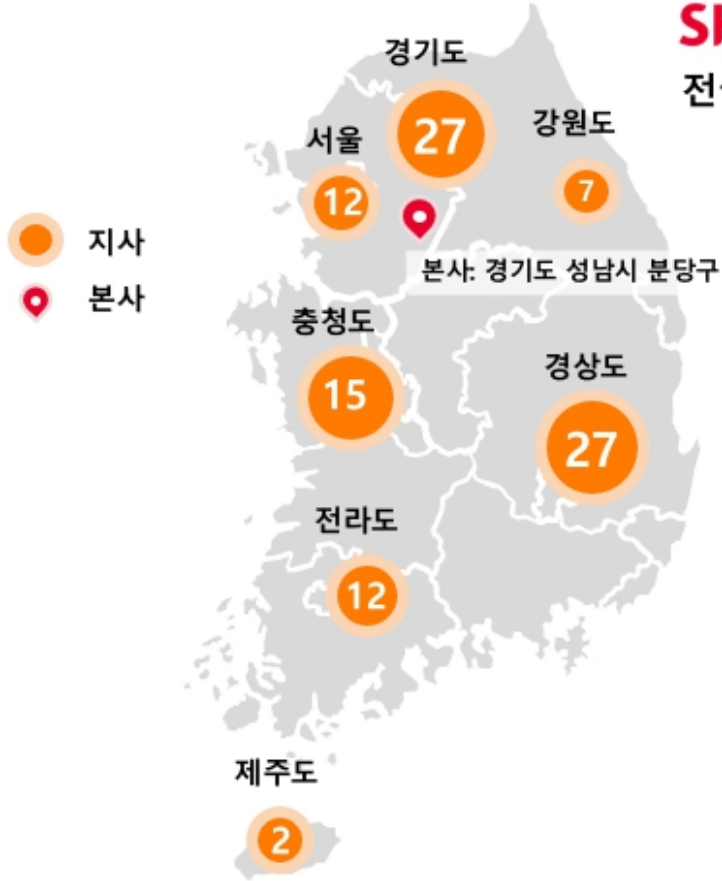 경기도
27
강원도
7
서울
12
지사
본사
본사: 경기도 성남시 분당구
충청도
15
경상도
27
전라도
12
제주도
2